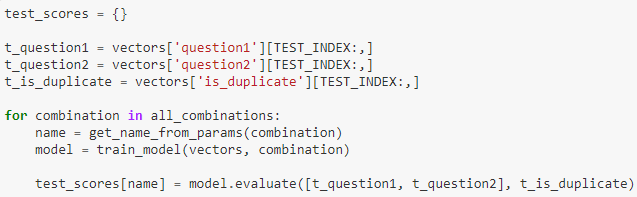 test_scores = {}
t_question1 = vectors['question1'][TEST_INDEX:,]
t_question2 = vectors['question2'][TEST_INDEX:,]
t_is_duplicate = vectors['is_duplicate'][TEST_INDEX:,]
for combination in all_combinations:
    name = get_name_from_params(combination)
    model = train_model(vectors, combination)
    test_scores[name] = model.evaluate([t_question1, t_question2], t_is_duplicate)